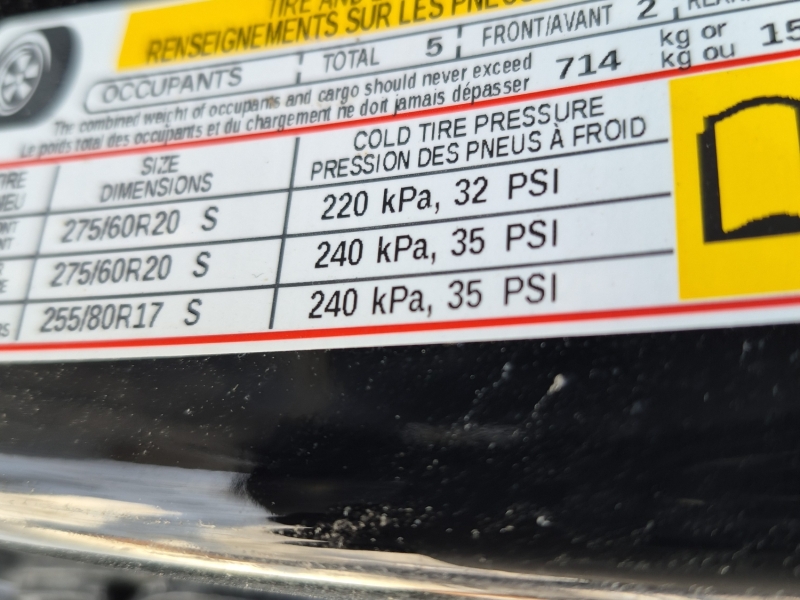 TIRE AND
RENSEIGNEMENTS SUR LES PNEUS
OCCUPANTS TOTAL 5 FRONT/AVANT 2
The combined weight of occupants and cargo should never exceed 714 kg or 15
Le poids total des occupants et du chargement ne doit jamais dépasser kg ou
SIZE COLD TIRE PRESSURE
DIMENSIONS PRESSION DES PNEUS À FROID
275/60R20 S 220 kPa, 32 PSI
275/60R20 S 240 kPa, 35 PSI
255/80R17 S 240 kPa, 35 PSI